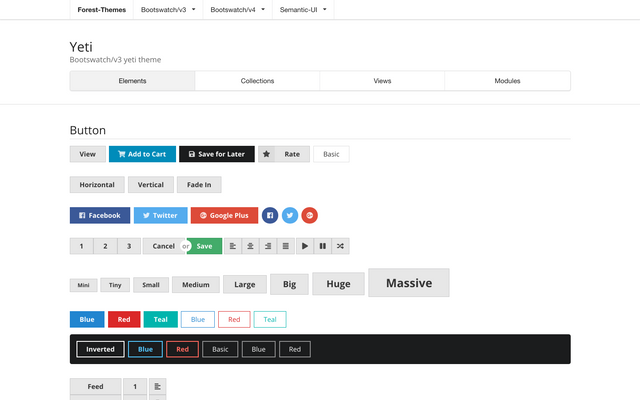 Forest-Themes Bootswatch/v3 Bootswatch/v4 Semantic-UI
Yeti
Bootswatch/v3 yeti theme
Elements Collections Views Modules
Button
View Add to Cart Save for Later Rate Basic
Horizontal Vertical Fade In
Facebook Twitter Google Plus
1 2 3 Cancel or Save
Mini Tiny Small Medium Large Big Huge Massive
Blue Red Teal Blue Red Teal
Inverted Blue Red Basic Blue Red
Feed 1